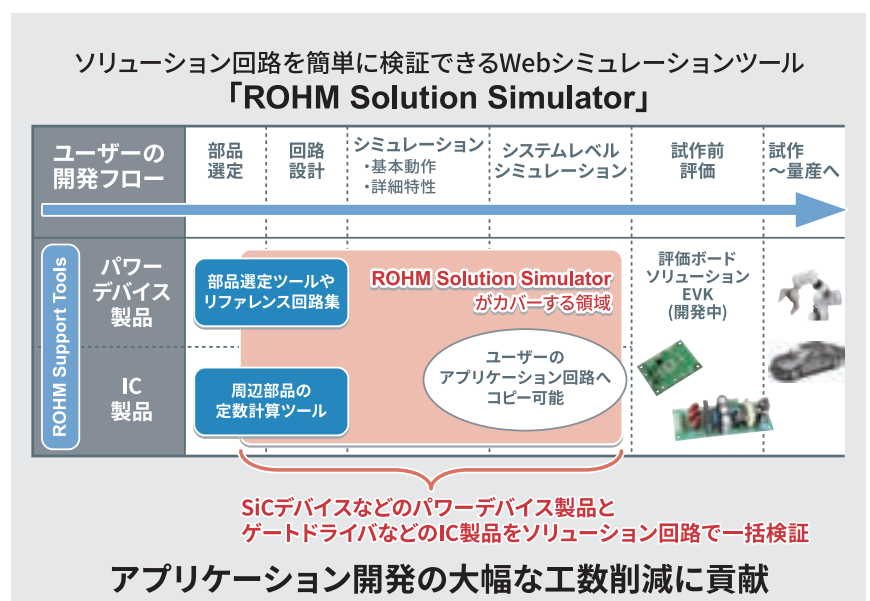 ソリューション回路を簡単に検証できるWebシミュレーションツール
「ROHM Solution Simulator」
ユーザーの
開発フロー
部品
選定
回路
設計
シミュレーション
・基本動作
・詳細特性
システムレベル
シミュレーション
試作前
評価
試作
～量産へ
ROHM Support Tools
パワー
デバイス
製品
部品選定ツールや
リファレンス回路集
ROHM Solution Simulator
がカバーする領域
評価ボード
ソリューション
EVK
(開発中)
IC
製品
周辺部品の
定数計算ツール
ユーザーの
アプリケーション回路へ
コピー可能
SiCデバイスなどのパワーデバイス製品と
ゲートドライバなどのIC製品をソリューション回路で一括検証
アプリケーション開発の大幅な工数削減に貢献